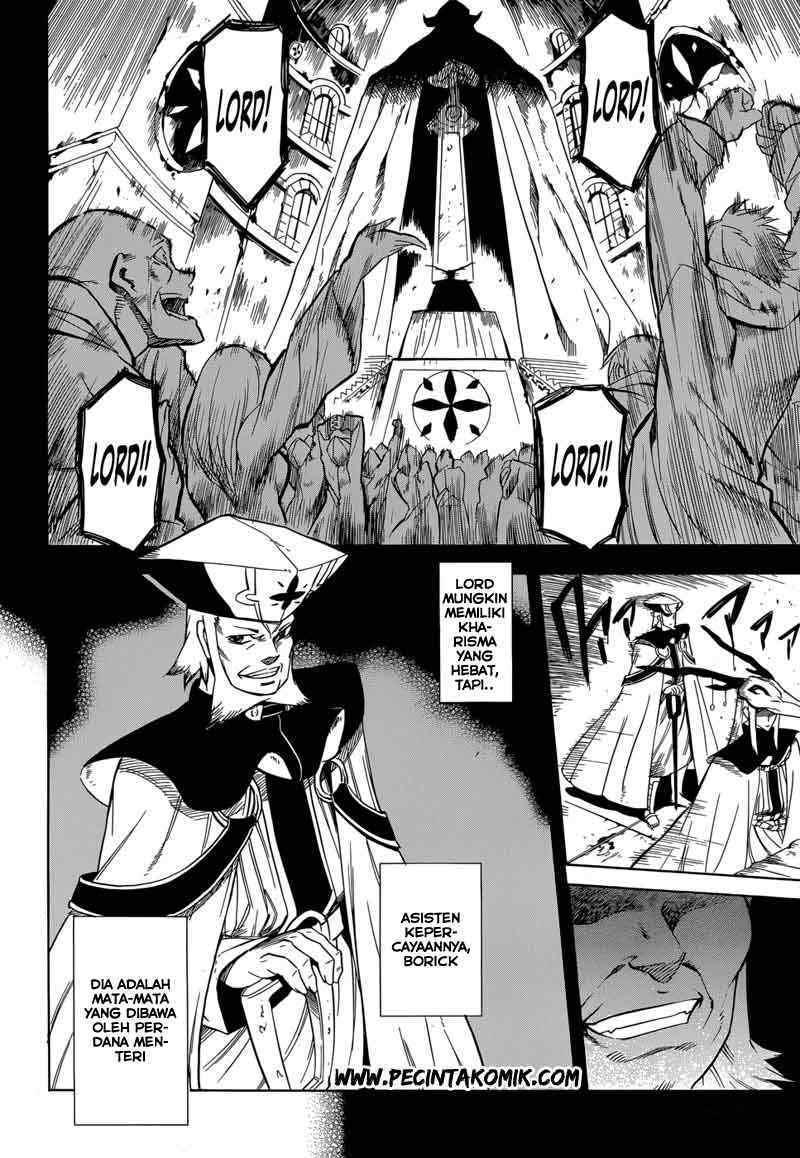 LORD!
LORD!
LORD!!
LORD!!
LORD
MUNGKIN
MEMILIKI
KHA-
RISMA
YANG
HEBAT,
TAPI..
ASISTEN
KEPER-
CAYAANNYA,
BORICK
DIA ADALAH
MATA-MATA
YANG DIBAWA
OLEH PER-
DANA MEN-
TERI
WWW.PECINTAKOMIK.COM